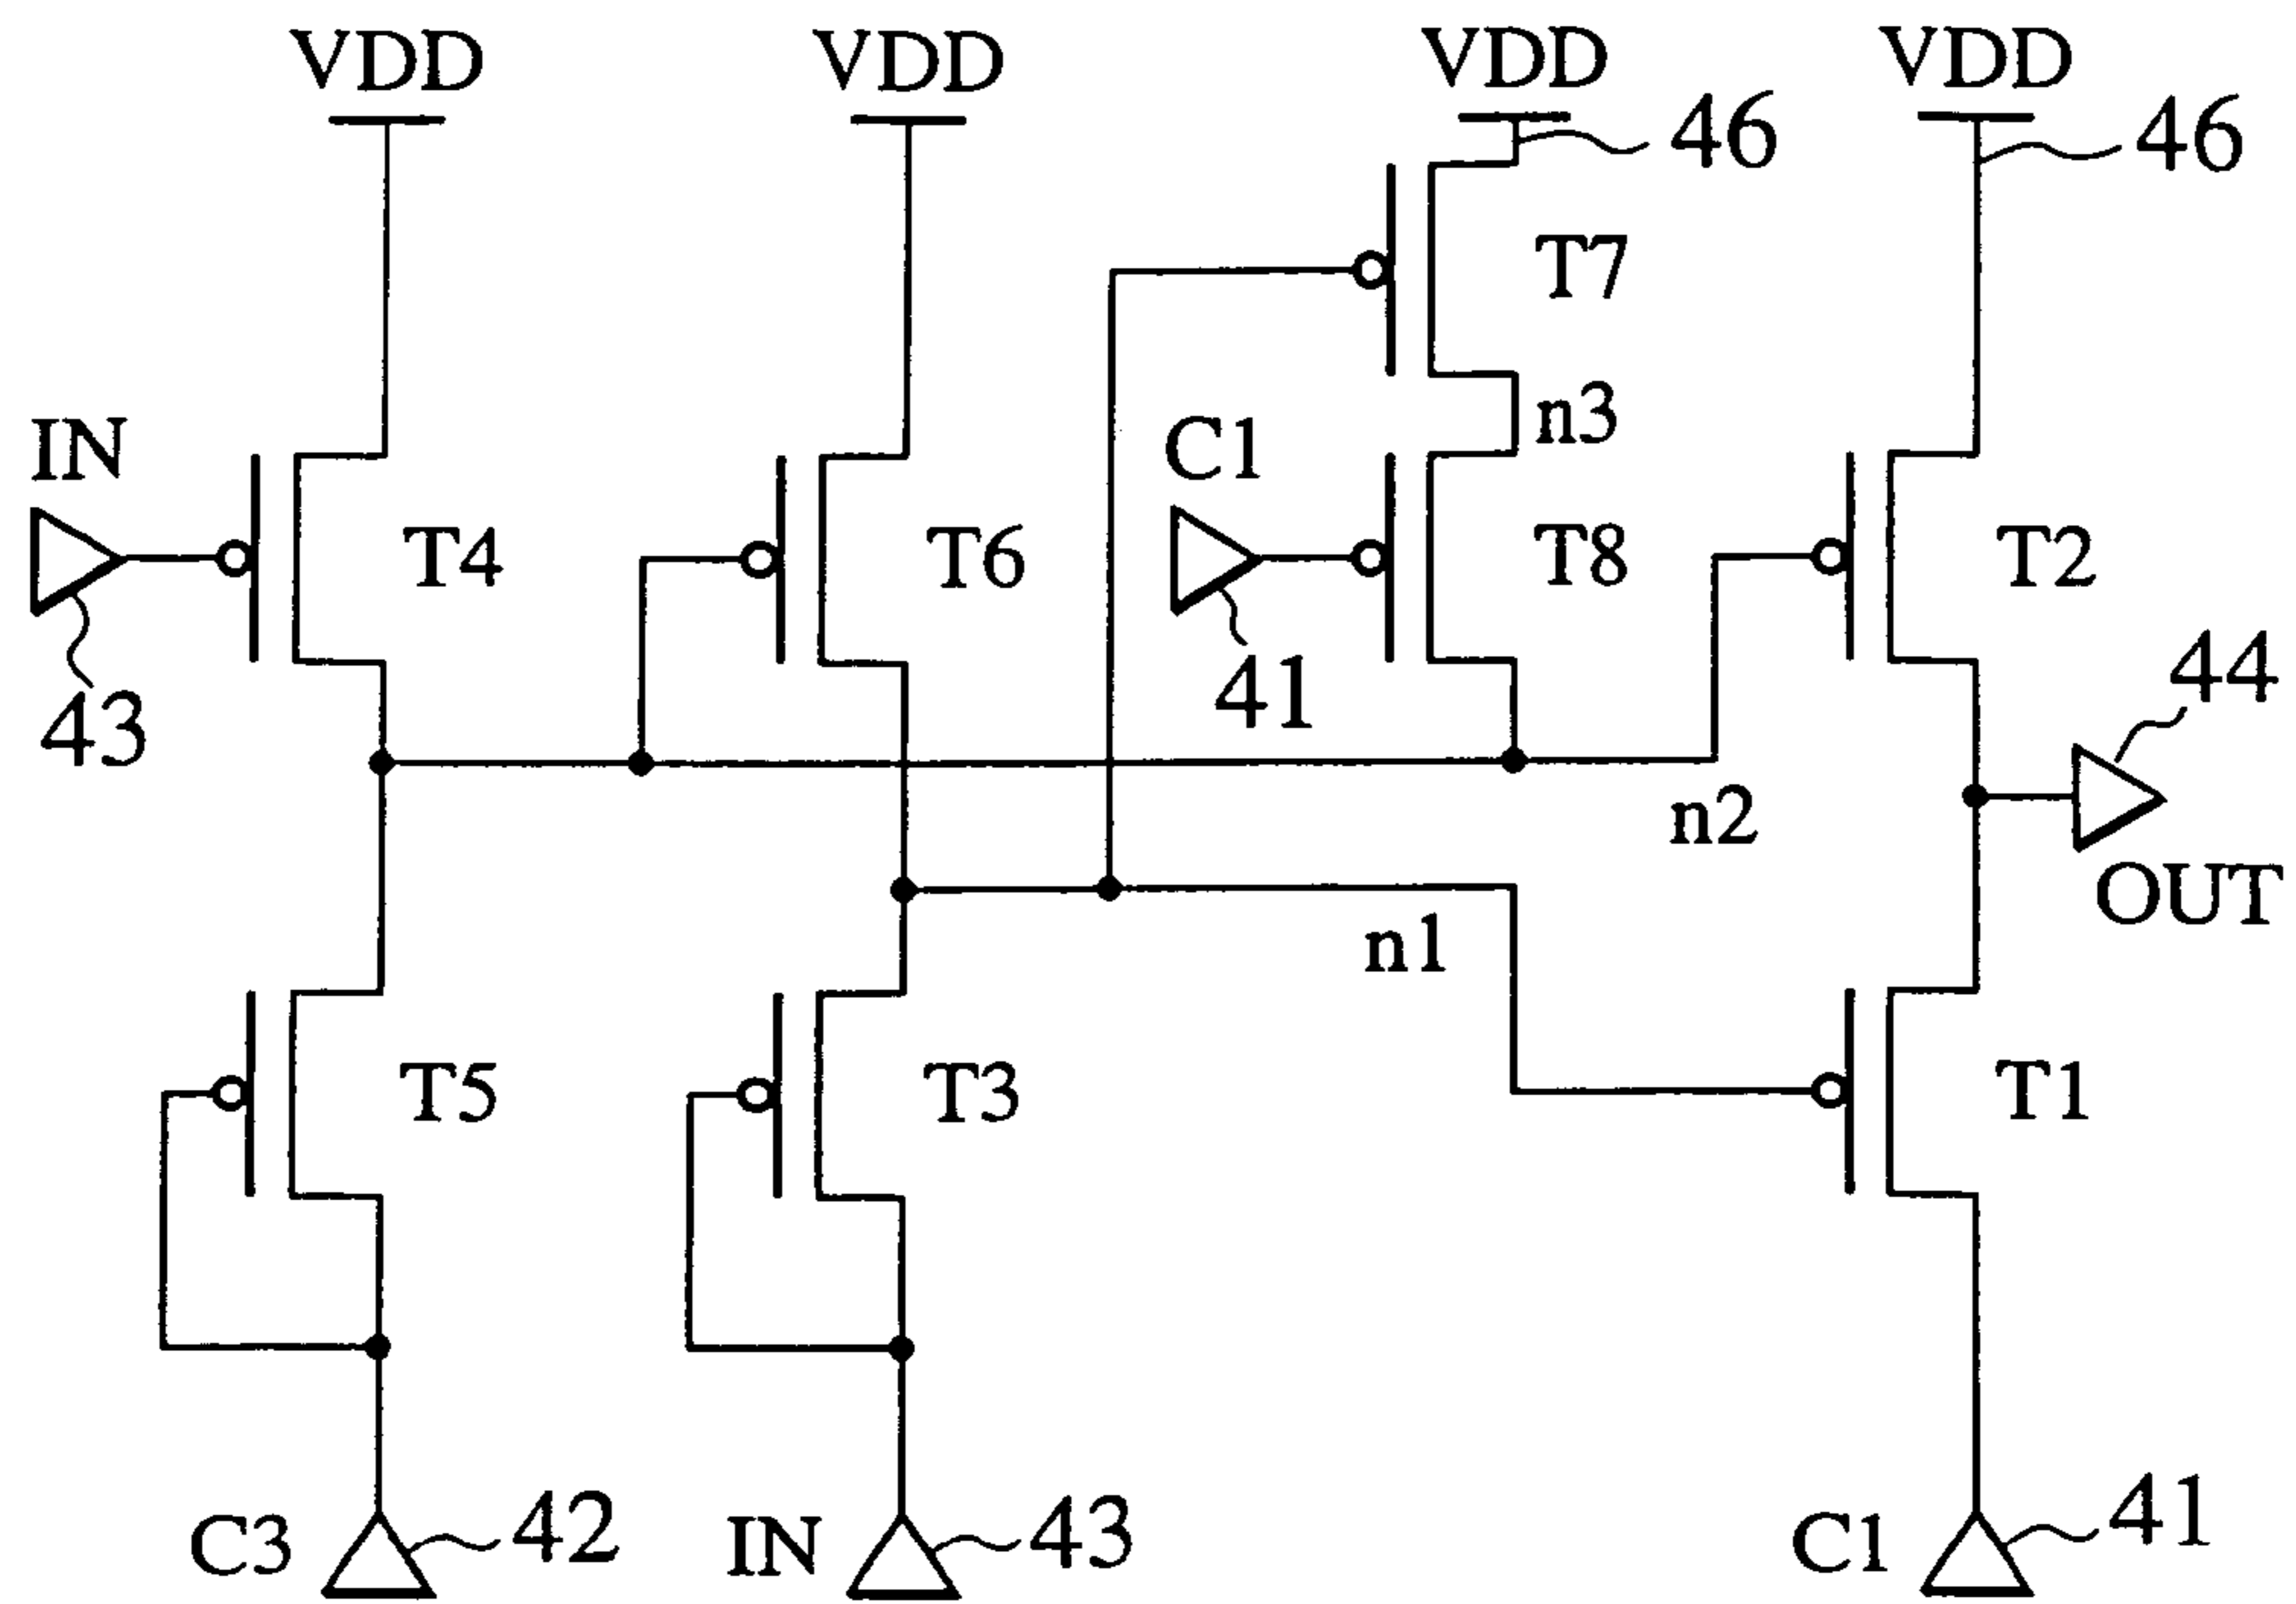 VDD VDD VDD VDD
46 46
T7
IN
n3
C1
T4 T6 T8 T2
43
41
44
n2
OUT
n1
T5 T3 T1
C3 42 IN 43 C1 41